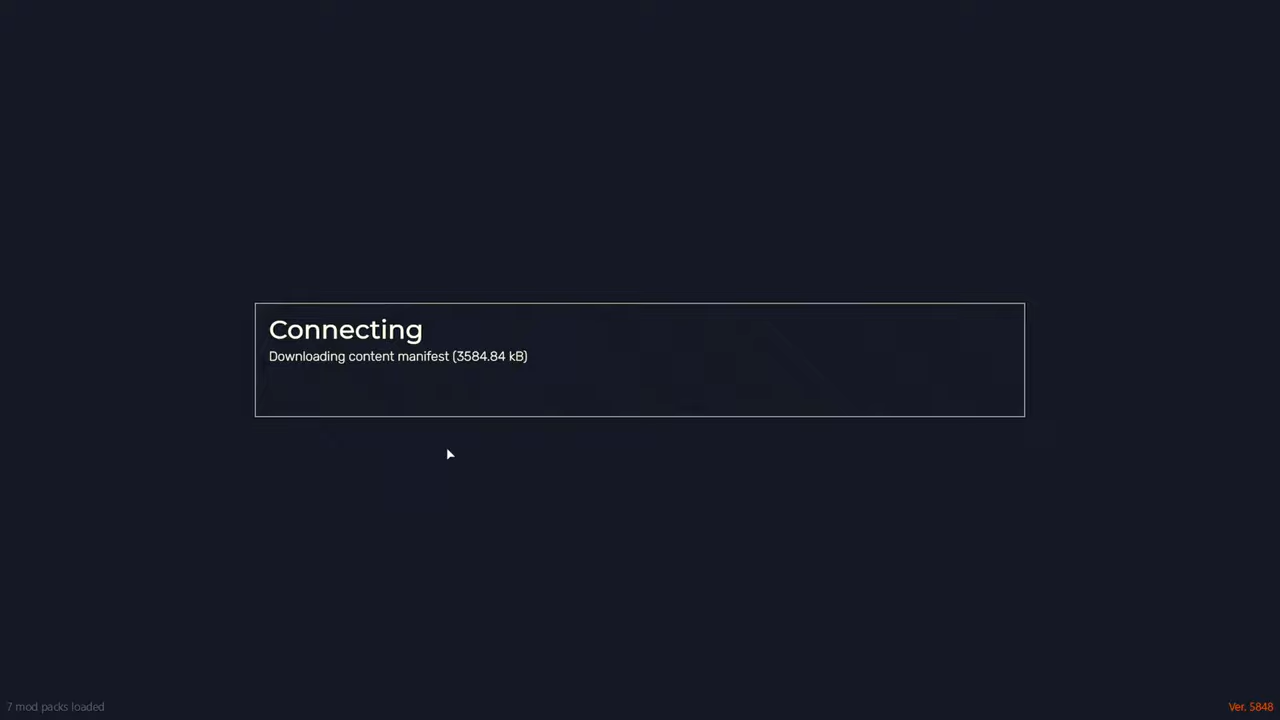 Connecting
Downloading content manifest (3584.84 kB)
7 mod packs loaded
Ver. 5848